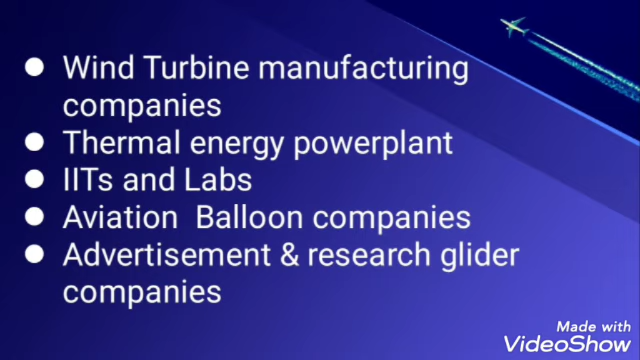 ● Wind Turbine manufacturing
companies
● Thermal energy powerplant
● IITs and Labs
● Aviation  Balloon companies
● Advertisement & research glider
companies
Made with
VideoShow